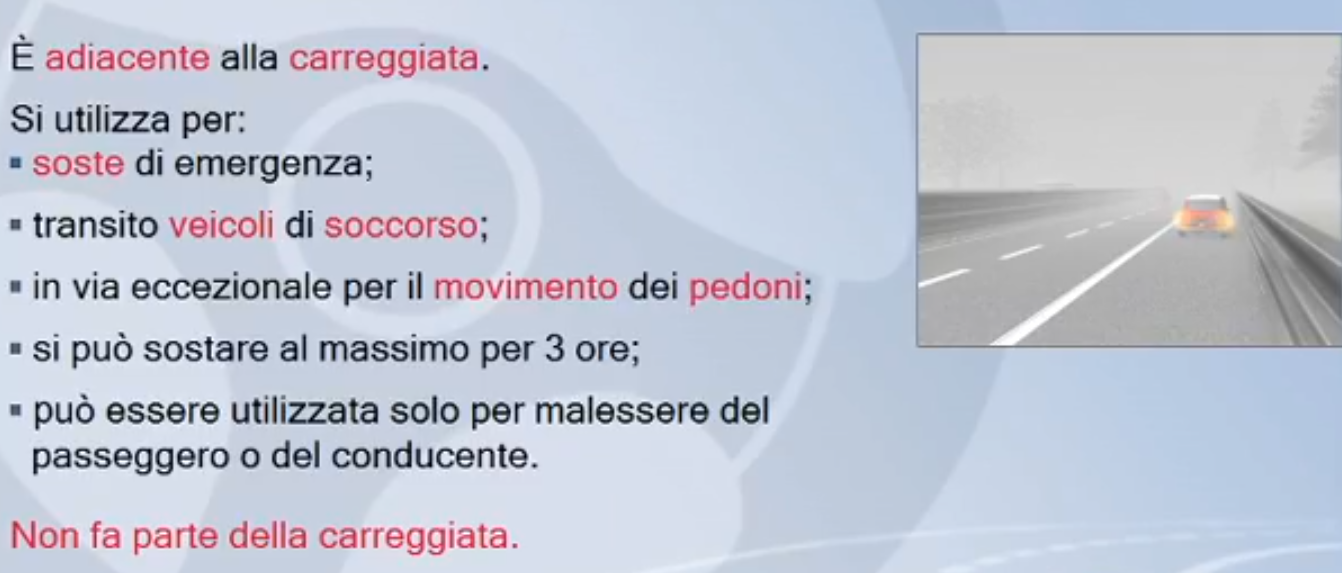 È adiacente alla carreggiata.
Si utilizza per:
▪ soste di emergenza;
▪ transito veicoli di soccorso;
▪ in via eccezionale per il movimento dei pedoni;
▪ si può sostare al massimo per 3 ore;
▪ può essere utilizzata solo per malessere del
passeggero o del conducente.
Non fa parte della carreggiata.